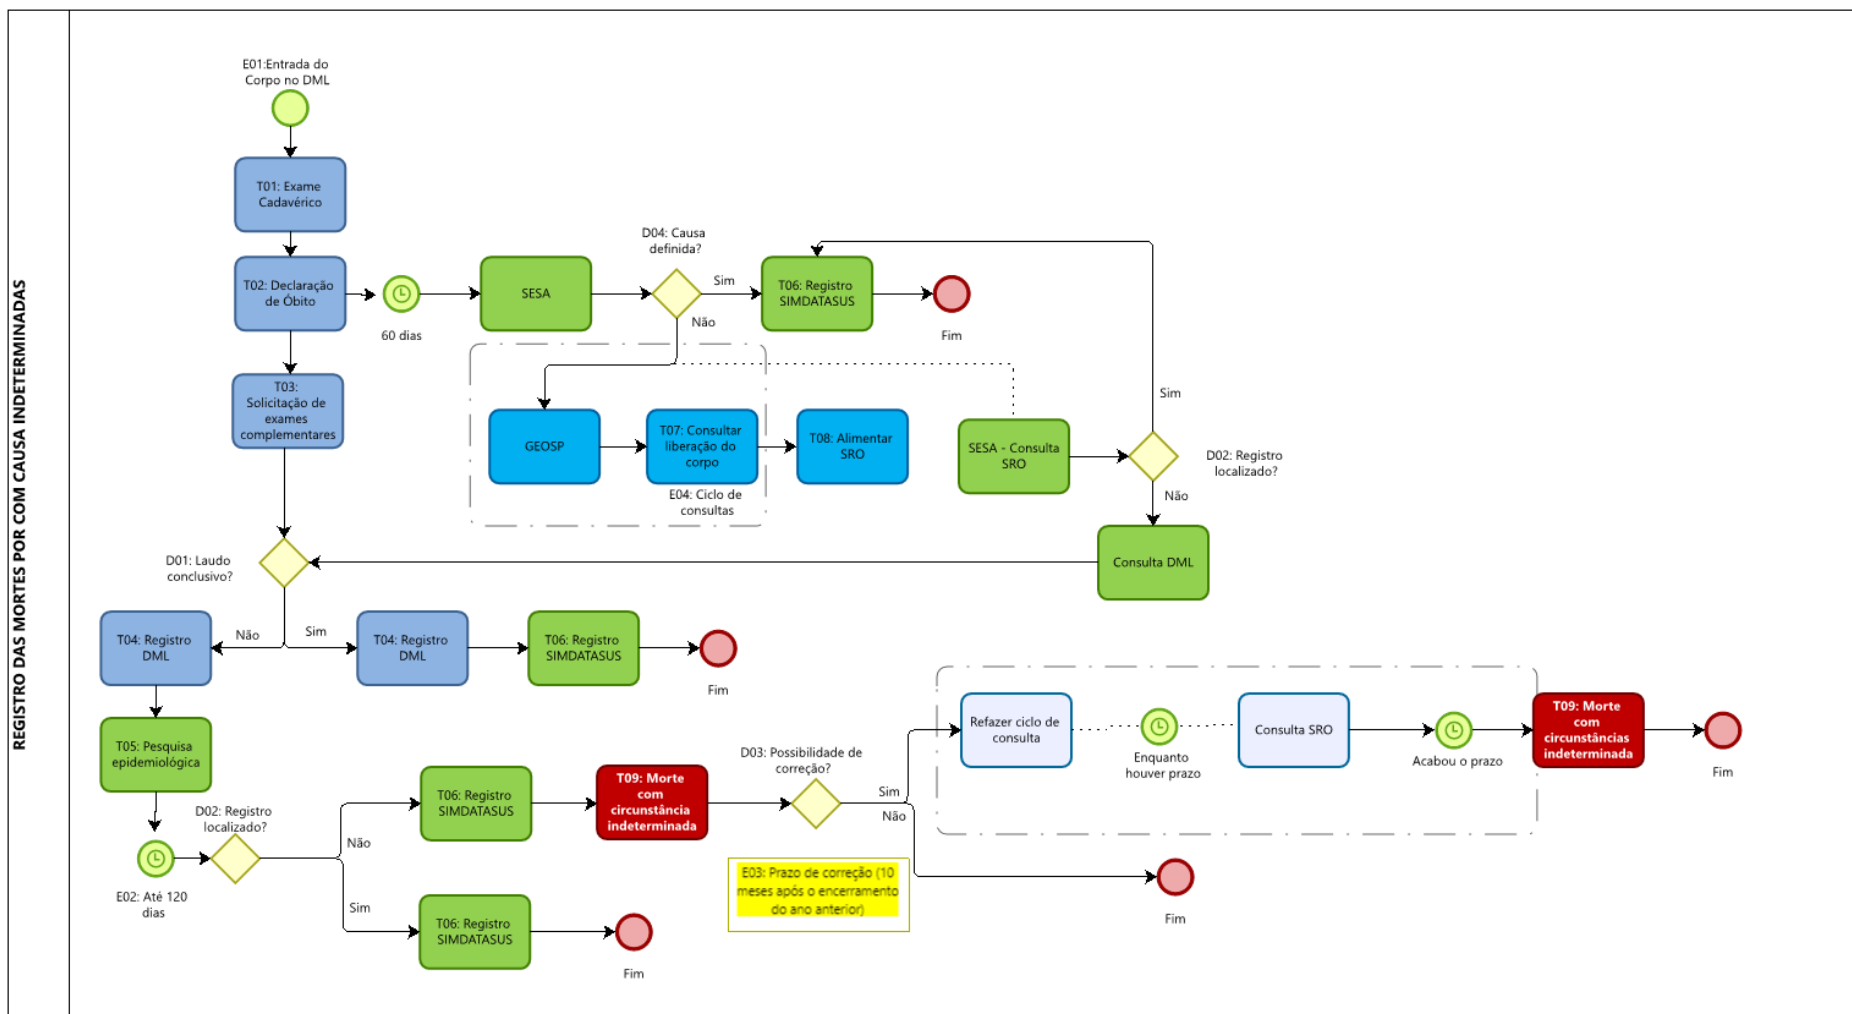 REGISTRO DAS MORTES POR COM CAUSA INDETERMINADAS
E01:Entrada do
Corpo no DML
T01: Exame
Cadavérico
T02: Declaração
de Óbito
60 dias
SESA
D04: Causa
definida?
Sim
Não
T06: Registro
SIMDATASUS
Fim
T03:
Solicitação de
exames
complementares
GEOSP
T07: Consultar
liberação do
corpo
E04: Ciclo de
consultas
T08: Alimentar
SRO
SESA - Consulta
SRO
Sim
D02: Registro
localizado?
Não
Consulta DML
D01: Laudo
conclusivo?
T04: Registro
DML
Não
Sim
T04: Registro
DML
T06: Registro
SIMDATASUS
Fim
T05: Pesquisa
epidemiológica
E02: Até 120
dias
D02: Registro
localizado?
Não
Sim
T06: Registro
SIMDATASUS
T09: Morte
com
circunstância
indeterminada
T06: Registro
SIMDATASUS
Fim
D03: Possibilidade de
correção?
Sim
Não
E03: Prazo de correção (10
meses após o encerramento
do ano anterior)
Fim
Refazer ciclo de
consulta
Enquanto
houver prazo
Consulta SRO
Acabou o prazo
T09: Morte
com
circunstâncias
indeterminada
Fim